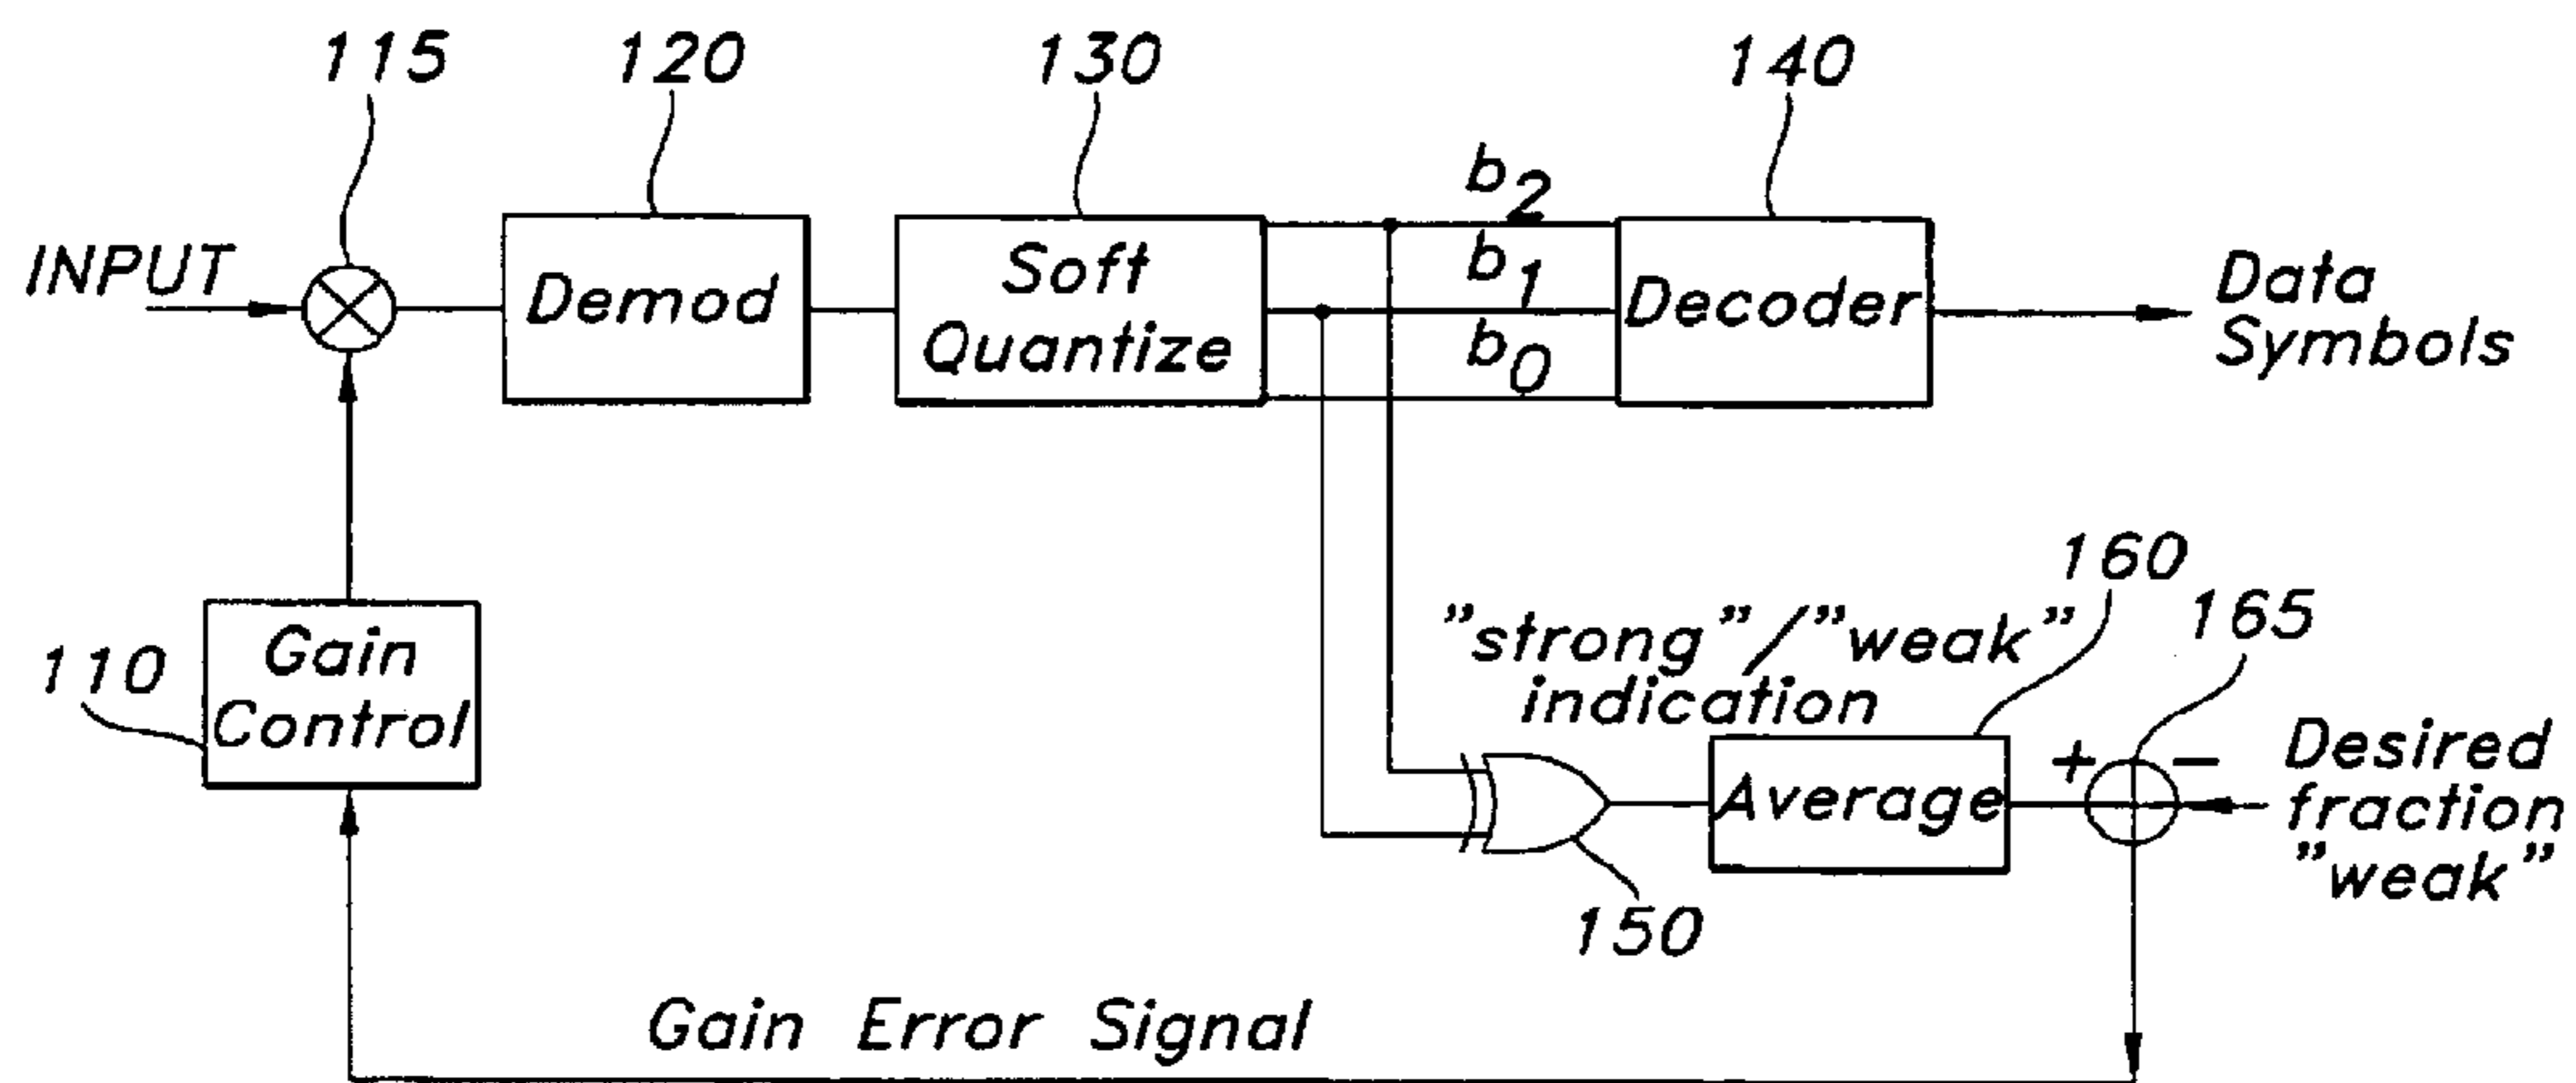 115
120
130
140
INPUT
Demod
Soft
Quantize
b2
b1
b0
Decoder
Data
Symbols
110
Gain
Control
"strong"/"weak"
indication
160
165
150
Average
+
-
Desired
fraction
"weak"
Gain Error Signal